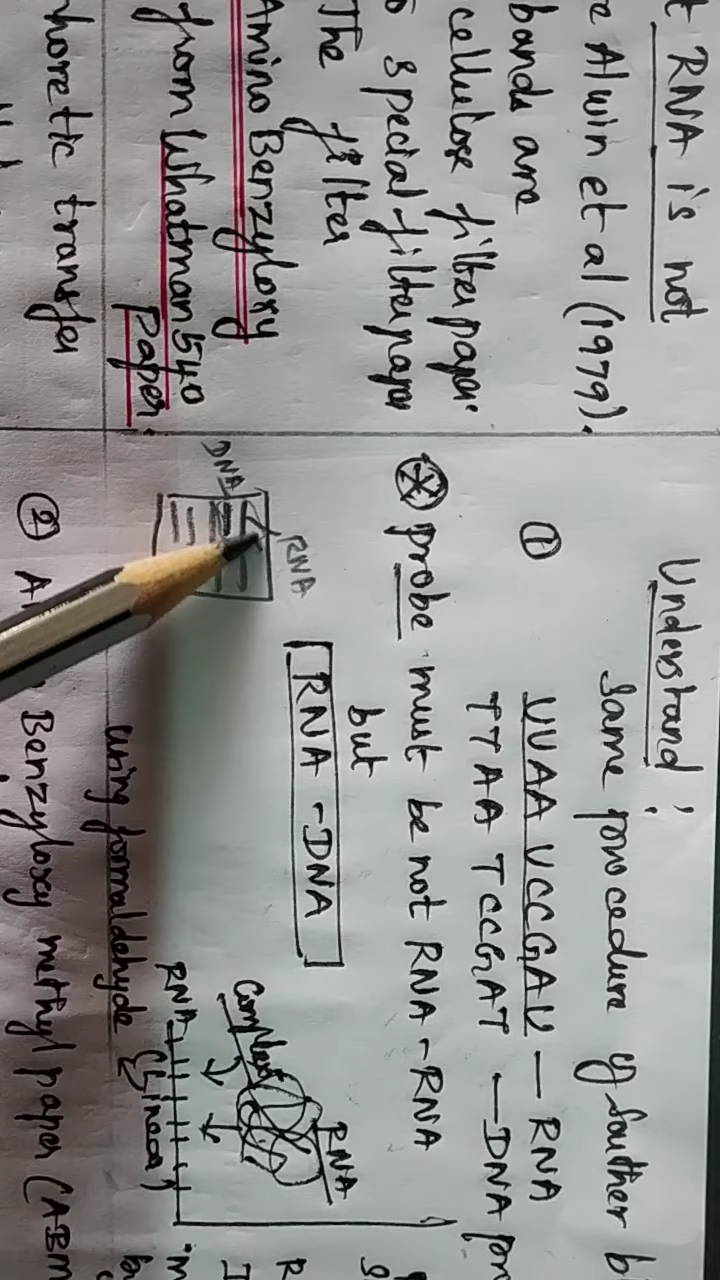 t RNA is not
e Alwin et al (1979).
bands are
cellulose filter paper.
o special filter paper
The filter
Amino Benzyloxy
from Whatman 540
Paper.
horetic transfer
Understand:
same procedure of Souther b
① UUAA UCCGAU — RNA
TTAA TCCGAT — DNA pr
⊛ probe must be not RNA - RNA
but
RNA - DNA
RNA
DNA
RNA
Complex
RNA
(Linear)
using formaldehyde
② A Benzyloxy methyl paper (ABM